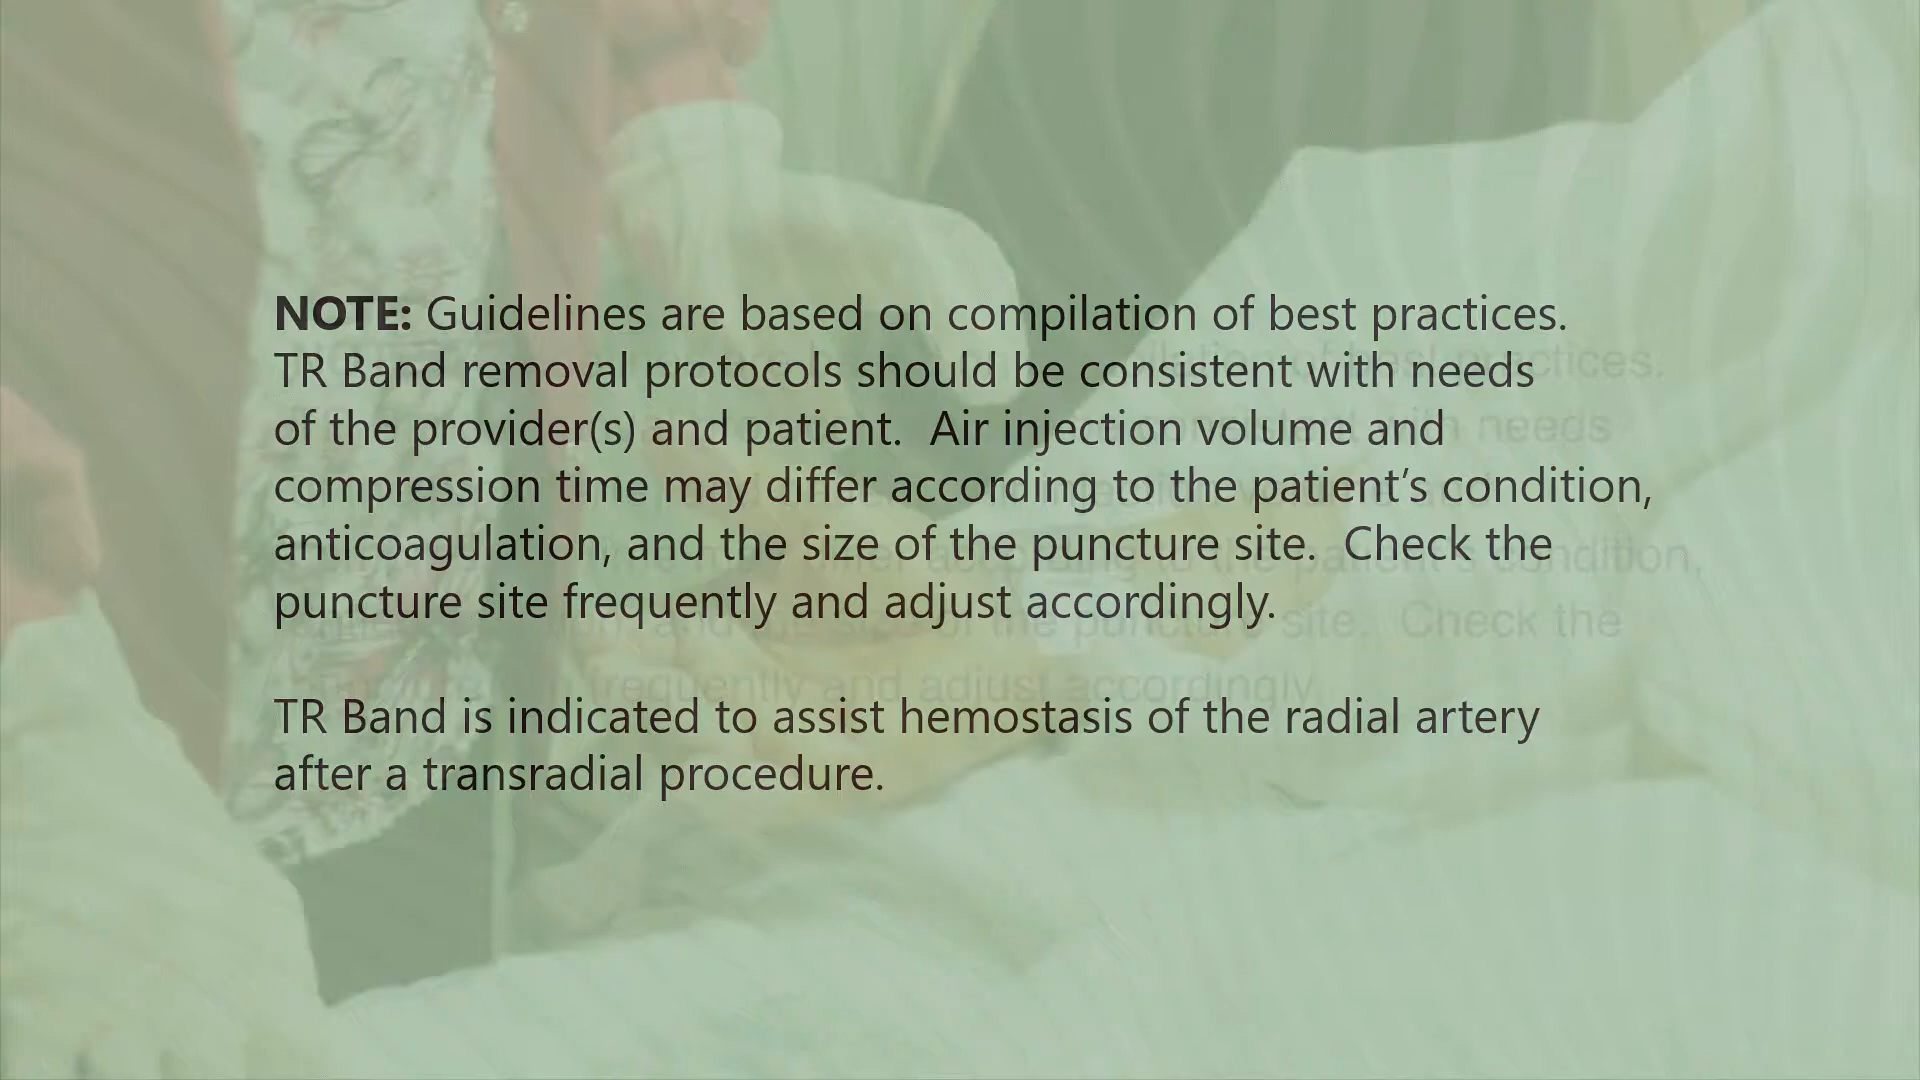 NOTE: Guidelines are based on compilation of best practices.
TR Band removal protocols should be consistent with needs
of the provider(s) and patient.  Air injection volume and
compression time may differ according to the patient’s condition,
anticoagulation, and the size of the puncture site.  Check the
puncture site frequently and adjust accordingly.
TR Band is indicated to assist hemostasis of the radial artery
after a transradial procedure.